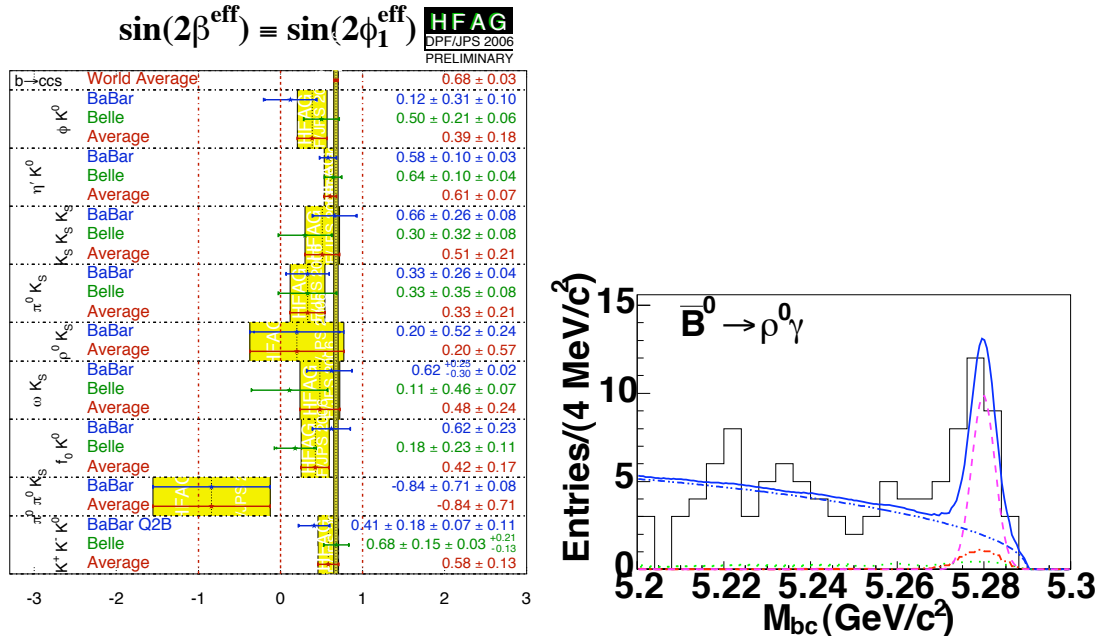 sin(2β^eff) ≡ sin(2φ₁^eff)
HFAG
DPF/JPS 2006
PRELIMINARY
b→ccs World Average 0.68 ± 0.03
φ K⁰
BaBar 0.12 ± 0.31 ± 0.10
Belle 0.50 ± 0.21 ± 0.06
Average 0.39 ± 0.18
η′ K⁰
BaBar 0.58 ± 0.10 ± 0.03
Belle 0.64 ± 0.10 ± 0.04
Average 0.61 ± 0.07
K_S K_S K_S
BaBar 0.66 ± 0.26 ± 0.08
Belle 0.30 ± 0.32 ± 0.08
Average 0.51 ± 0.21
π⁰ K_S
BaBar 0.33 ± 0.26 ± 0.04
Belle 0.33 ± 0.35 ± 0.08
Average 0.33 ± 0.21
ρ⁰ K_S
BaBar 0.20 ± 0.52 ± 0.24
Average 0.20 ± 0.57
ω K_S
BaBar 0.62 +0.25 -0.30 ± 0.02
Belle 0.11 ± 0.46 ± 0.07
Average 0.48 ± 0.24
f₀ K⁰
BaBar 0.62 ± 0.23
Belle 0.18 ± 0.23 ± 0.11
Average 0.42 ± 0.17
π⁰ π⁰ K_S
BaBar -0.84 ± 0.71 ± 0.08
Average -0.84 ± 0.71
K⁺ K⁻ K⁰
BaBar Q2B 0.41 ± 0.18 ± 0.07 ± 0.11
Belle 0.68 ± 0.15 ± 0.03 +0.21 -0.13
Average 0.58 ± 0.13
-3 -2 -1 0 1 2 3
B̅⁰ → ρ⁰γ
Entries/(4 MeV/c²)
15
10
5
0
5.2 5.22 5.24 5.26 5.28 5.3
M_bc (GeV/c²)